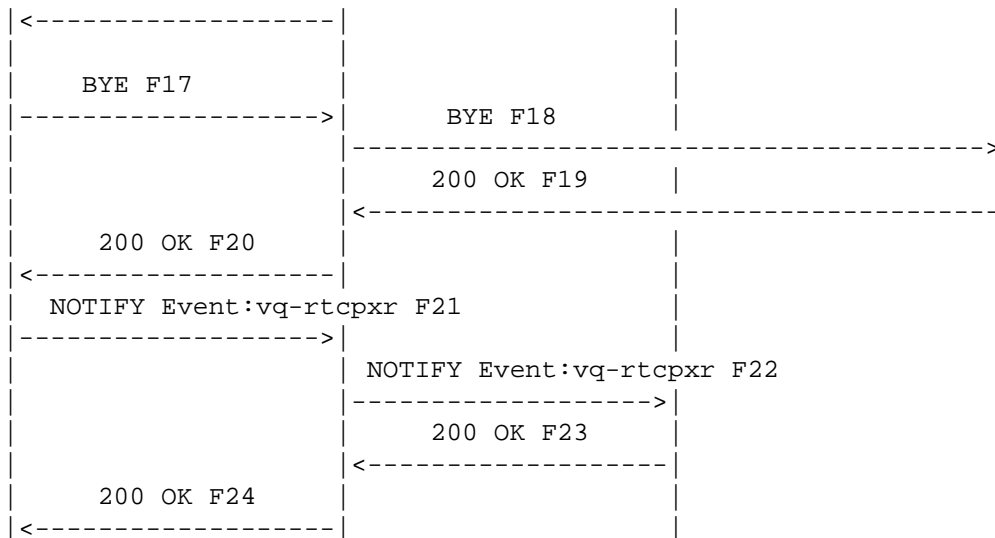 BYE F17
BYE F18
200 OK F19
200 OK F20
NOTIFY Event:vq-rtcpxr F21
NOTIFY Event:vq-rtcpxr F22
200 OK F23
200 OK F24